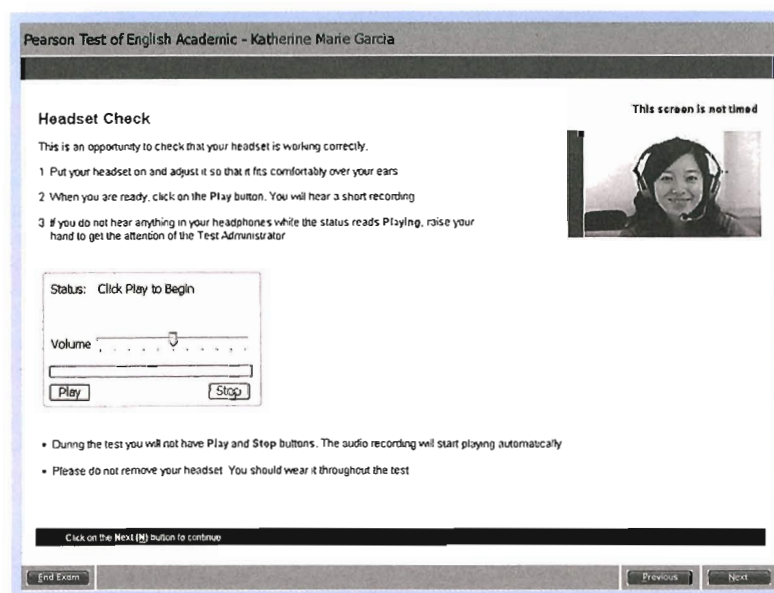 Pearson Test of English Academic - Katherine Marie Garcia
This screen is not timed
Headset Check
This is an opportunity to check that your headset is working correctly.
1 Put your headset on and adjust it so that it fits comfortably over your ears
2 When you are ready, click on the Play button. You will hear a short recording
3 If you do not hear anything in your headphones while the status reads Playing, raise your
hand to get the attention of the Test Administrator
Status: Click Play to Begin
Volume
Play Stop
• During the test you will not have Play and Stop buttons. The audio recording will start playing automatically
• Please do not remove your headset You should wear it throughout the test
Click on the Next (N) button to continue
End Exam Previous Next